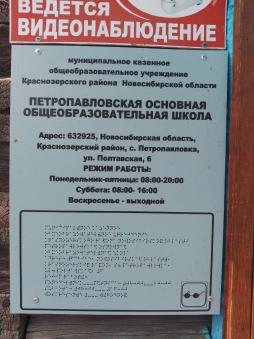 ВЕДЕТСЯ
ВИДЕОНАБЛЮДЕНИЕ
муниципальное казенное
общеобразовательное учреждение
Краснозерского района Новосибирской области
ПЕТРОПАВЛОВСКАЯ ОСНОВНАЯ
ОБЩЕОБРАЗОВАТЕЛЬНАЯ ШКОЛА
Адрес: 632925, Новосибирская область,
Краснозерский район, с. Петропавловка,
ул. Полтавская, 6
РЕЖИМ РАБОТЫ:
Понедельник-пятница: 08:00-20:00
Суббота: 08:00- 16:00
Воскресенье - выходной